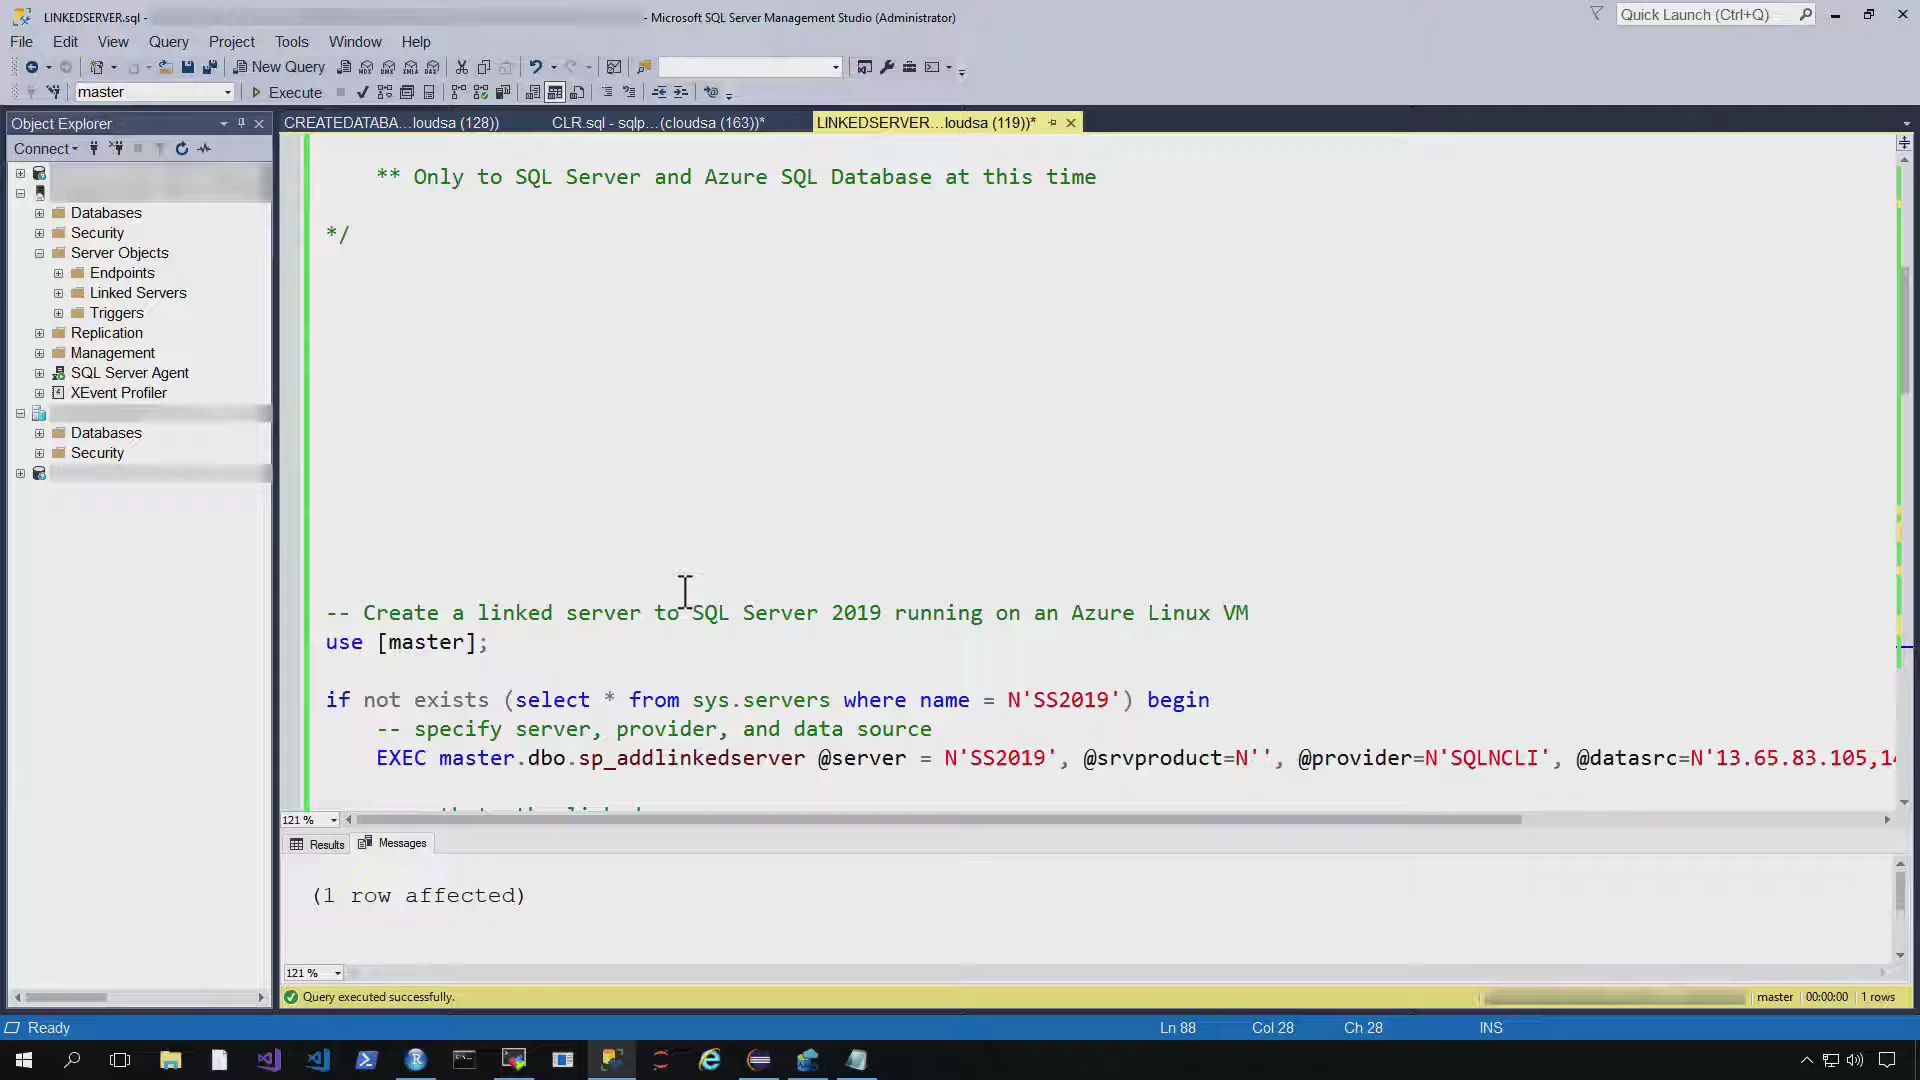 LINKEDSERVER.sql -
- Microsoft SQL Server Management Studio (Administrator)
Quick Launch (Ctrl+Q)
File Edit View Query Project Tools Window Help
New Query
master
Execute
Object Explorer
CREATEDATABA...loudsa (128))
CLR.sql - sqlp...(cloudsa (163))*
LINKEDSERVER...loudsa (119))*
Connect
Databases
Security
Server Objects
Endpoints
Linked Servers
Triggers
Replication
Management
SQL Server Agent
XEvent Profiler
Databases
Security
** Only to SQL Server and Azure SQL Database at this time
*/
-- Create a linked server to SQL Server 2019 running on an Azure Linux VM
use [master];
if not exists (select * from sys.servers where name = N'SS2019') begin
-- specify server, provider, and data source
EXEC master.dbo.sp_addlinkedserver @server = N'SS2019', @srvproduct=N'', @provider=N'SQLNCLI', @datasrc=N'13.65.83.105,14
121 %
Results
Messages
(1 row affected)
121 %
Query executed successfully.
master
00:00:00
1 rows
Ready
Ln 88
Col 28
Ch 28
INS